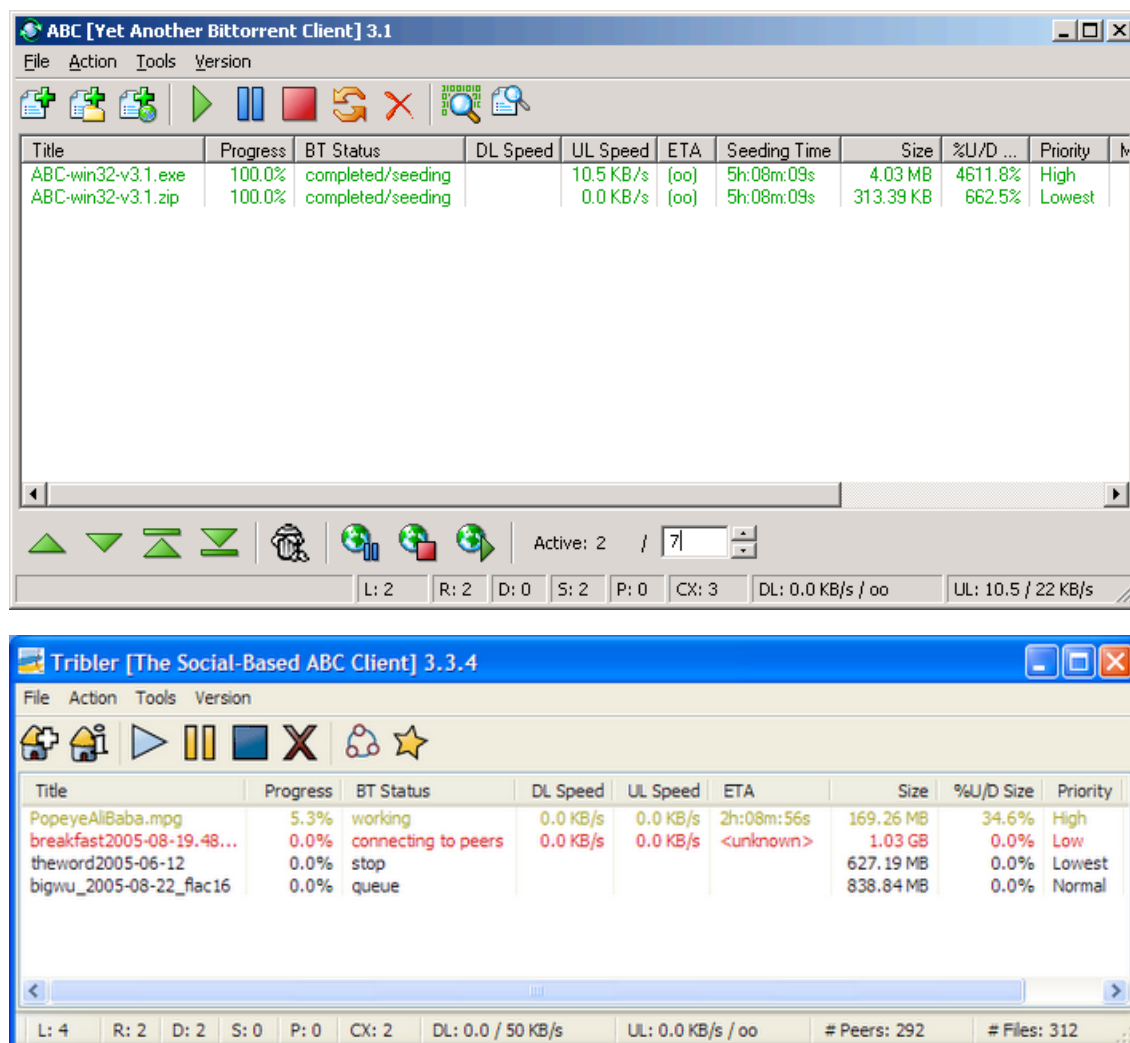 ABC [Yet Another Bittorrent Client] 3.1
File Action Tools Version
Title Progress BT Status DL Speed UL Speed ETA Seeding Time Size %U/D ... Priority
ABC-win32-v3.1.exe 100.0% completed/seeding 10.5 KB/s (oo) 5h:08m:09s 4.03 MB 4611.8% High
ABC-win32-v3.1.zip 100.0% completed/seeding 0.0 KB/s (oo) 5h:08m:09s 313.39 KB 662.5% Lowest
Active: 2 / 7
L: 2 R: 2 D: 0 S: 2 P: 0 CX: 3 DL: 0.0 KB/s / oo UL: 10.5 / 22 KB/s
Tribler [The Social-Based ABC Client] 3.3.4
File Action Tools Version
Title Progress BT Status DL Speed UL Speed ETA Size %U/D Size Priority
PopeyeAliBaba.mpg 5.3% working 0.0 KB/s 0.0 KB/s 2h:08m:56s 169.26 MB 34.6% High
breakfast2005-08-19.48... 0.0% connecting to peers 0.0 KB/s 0.0 KB/s <unknown> 1.03 GB 0.0% Low
theword2005-06-12 0.0% stop 627.19 MB 0.0% Lowest
bigwu_2005-08-22_flac16 0.0% queue 838.84 MB 0.0% Normal
L: 4 R: 2 D: 2 S: 0 P: 0 CX: 2 DL: 0.0 / 50 KB/s UL: 0.0 KB/s / oo # Peers: 292 # Files: 312